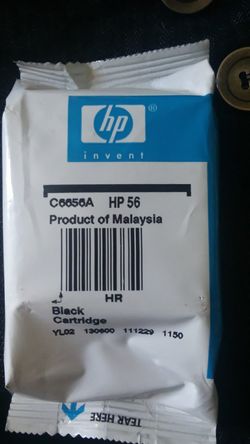 hp
®
invent
C6656A HP 56
Product of Malaysia
HR
Black
Cartridge
YL02 130600 111229 1150
TEAR HERE